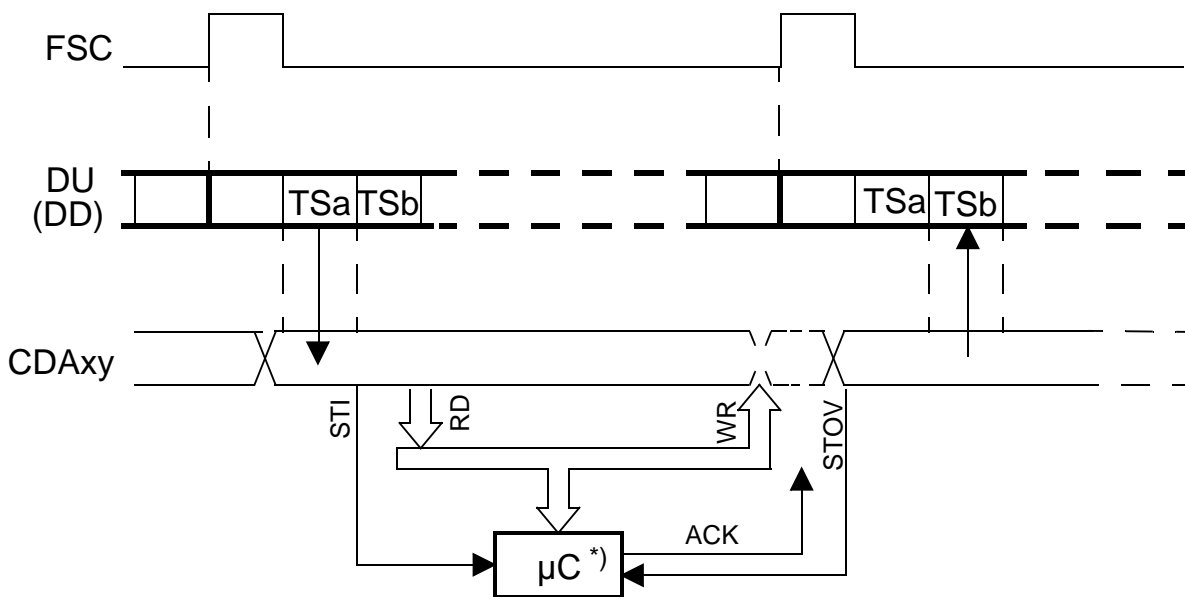 FSC
DU
(DD)
TSa TSb
TSa TSb
CDAxy
STI
RD
WR
STOV
ACK
µC *)